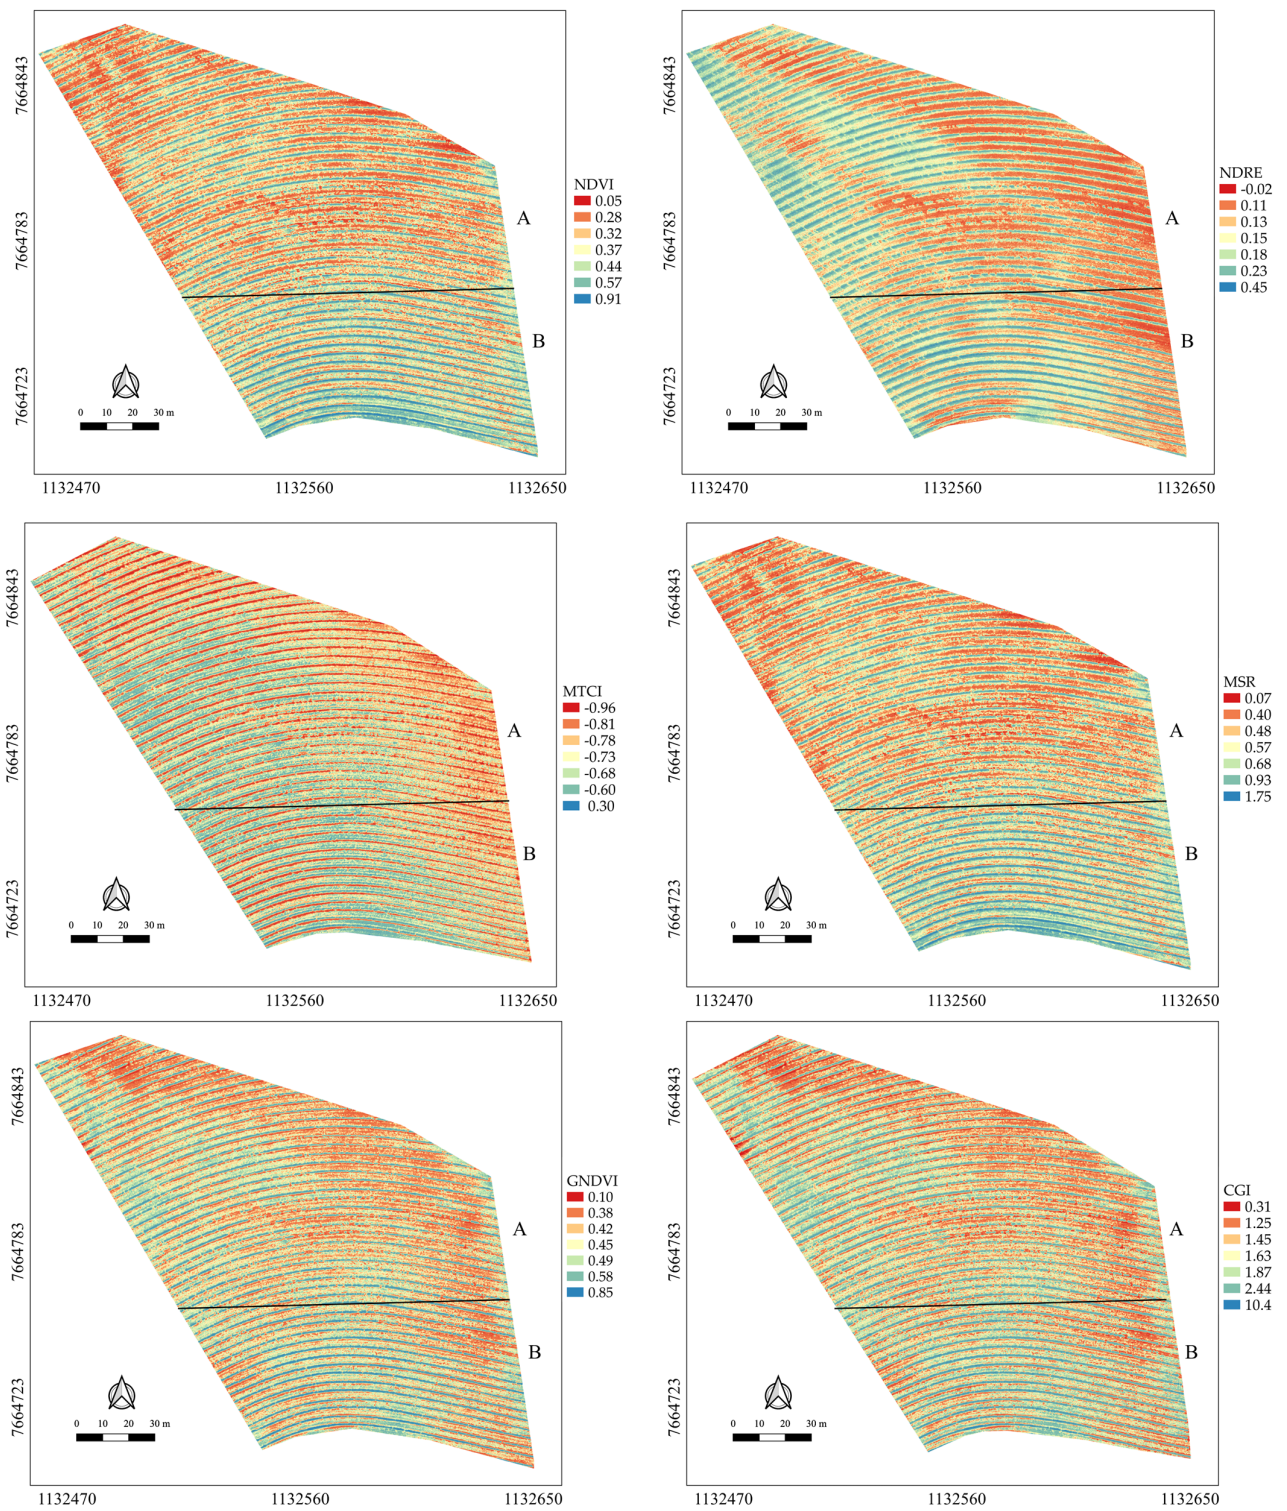 7664843
7664783
7664723
NDVI
0.05
0.28
0.32
0.37
0.44
0.57
0.91
A
B
0 10 20 30 m
1132470 1132560 1132650
7664843
7664783
7664723
NDRE
-0.02
0.11
0.13
0.15
0.18
0.23
0.45
A
B
0 10 20 30 m
1132470 1132560 1132650
7664843
7664783
7664723
MTCI
-0.96
-0.81
-0.78
-0.73
-0.68
-0.60
0.30
A
B
0 10 20 30 m
1132470 1132560 1132650
7664843
7664783
7664723
MSR
0.07
0.40
0.48
0.57
0.68
0.93
1.75
A
B
0 10 20 30 m
1132470 1132560 1132650
7664843
7664783
7664723
GNDVI
0.10
0.38
0.42
0.45
0.49
0.58
0.85
A
B
0 10 20 30 m
1132470 1132560 1132650
7664843
7664783
7664723
CGI
0.31
1.25
1.45
1.63
1.87
2.44
10.4
A
B
0 10 20 30 m
1132470 1132560 1132650